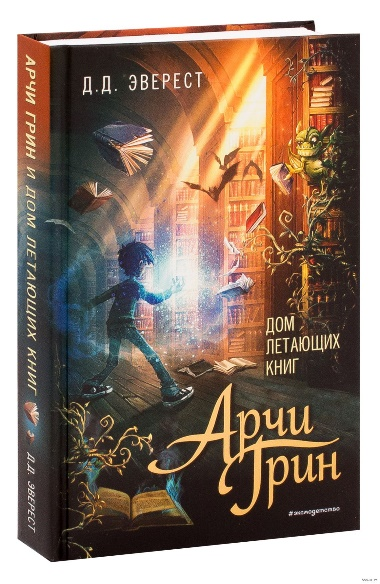 Д.Д. ЭВЕРЕСТ
ДОМ
ЛЕТАЮЩИХ
КНИГ
Арчи
Грин
#эксмодетство
АРЧИ ГРИН И ДОМ ЛЕТАЮЩИХ КНИГ
Д.Д. ЭВЕРЕСТ